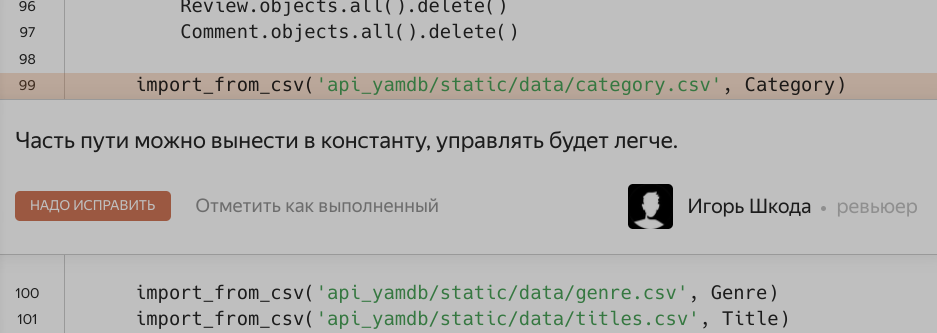 96 Review.objects.all().delete()
97 Comment.objects.all().delete()
98
99 import_from_csv('api_yamdb/static/data/category.csv', Category)
Часть пути можно вынести в константу, управлять будет легче.
НАДО ИСПРАВИТЬ Отметить как выполненный Игорь Шкода • ревьюер
100 import_from_csv('api_yamdb/static/data/genre.csv', Genre)
101 import_from_csv('api_yamdb/static/data/titles.csv', Title)